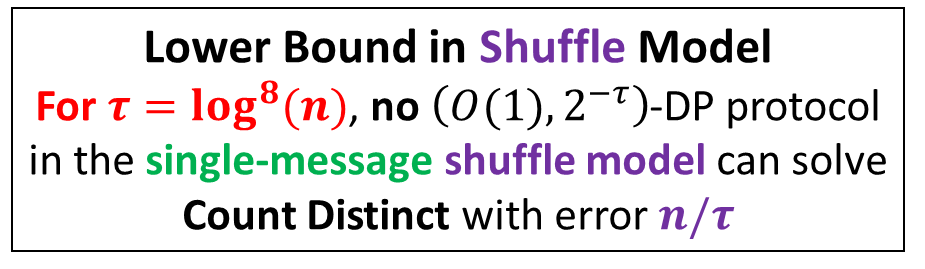 Lower Bound in Shuffle Model
For τ = log⁸(n), no (O(1), 2^{-τ})-DP protocol
in the single-message shuffle model can solve
Count Distinct with error n/τ